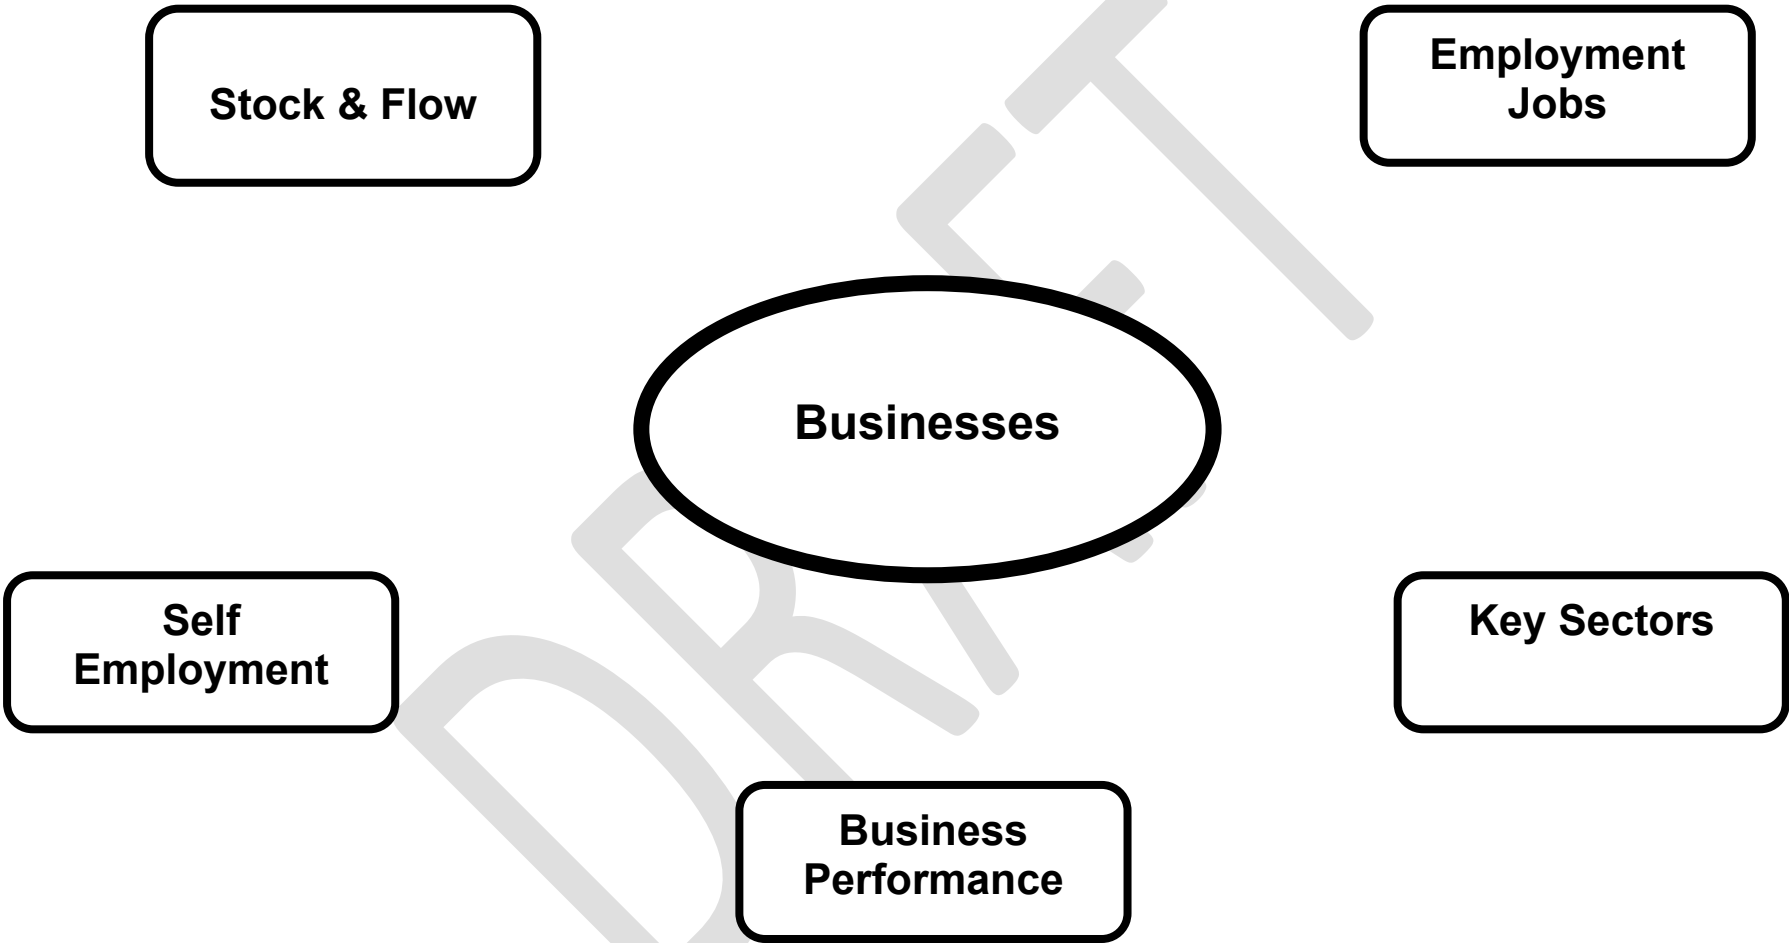 Stock & Flow
Employment
Jobs
Businesses
Self
Employment
Key Sectors
Business
Performance
DRAFT